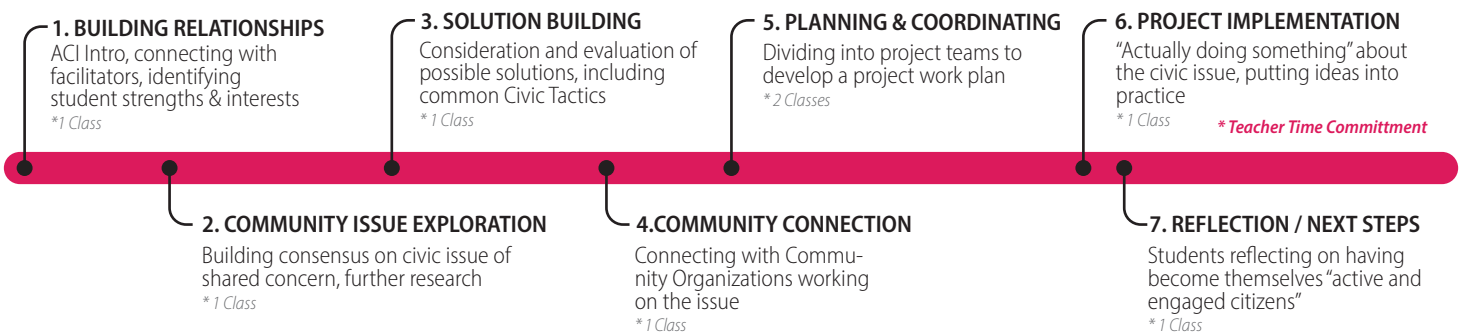 1. BUILDING RELATIONSHIPS
ACI Intro, connecting with
facilitators, identifying
student strengths & interests
*1 Class
2. COMMUNITY ISSUE EXPLORATION
Building consensus on civic issue of
shared concern, further research
* 1 Class
3. SOLUTION BUILDING
Consideration and evaluation of
possible solutions, including
common Civic Tactics
* 1 Class
4.COMMUNITY CONNECTION
Connecting with Commu-
nity Organizations working
on the issue
* 1 Class
5. PLANNING & COORDINATING
Dividing into project teams to
develop a project work plan
* 2 Classes
6. PROJECT IMPLEMENTATION
“Actually doing something” about
the civic issue, putting ideas into
practice
* 1 Class
* Teacher Time Committment
7. REFLECTION / NEXT STEPS
Students reflecting on having
become themselves “active and
engaged citizens”
* 1 Class